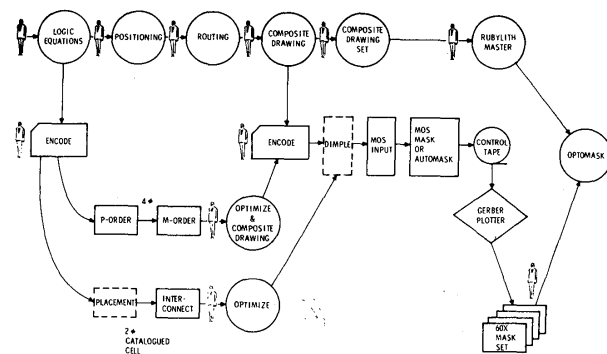 LOGIC
EQUATIONS
POSITIONING
ROUTING
COMPOSITE
DRAWING
COMPOSITE
DRAWING
SET
RUBYLITH
MASTER
ENCODE
ENCODE
DIMPLE
MOS
INPUT
MOS
MASK
OR
AUTOMASK
CONTROL
TAPE
OPTOMASK
4*
P-ORDER
M-ORDER
OPTIMIZE
&
COMPOSITE
DRAWING
GERBER
PLOTTER
PLACEMENT
INTER-
CONNECT
OPTIMIZE
2*
CATALOGUED
CELL
60X
MASK
SET